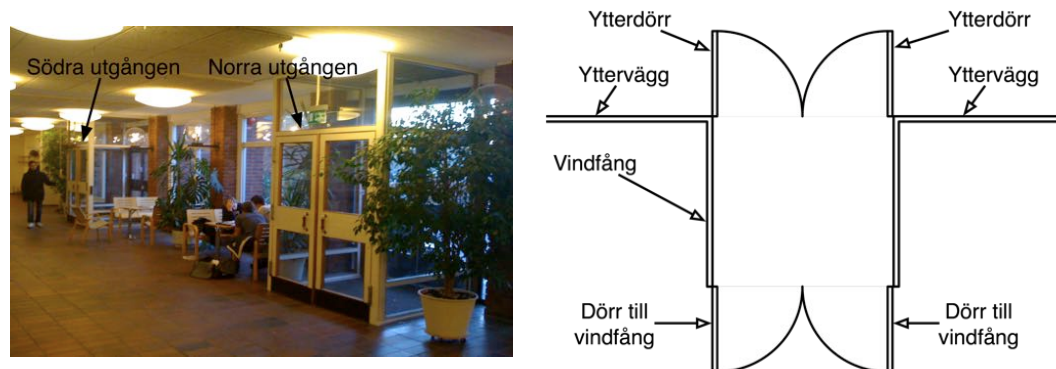 Södra utgången
Norra utgången
Ytterdörr
Ytterdörr
Yttervägg
Yttervägg
Vindfång
Dörr till
vindfång
Dörr till
vindfång